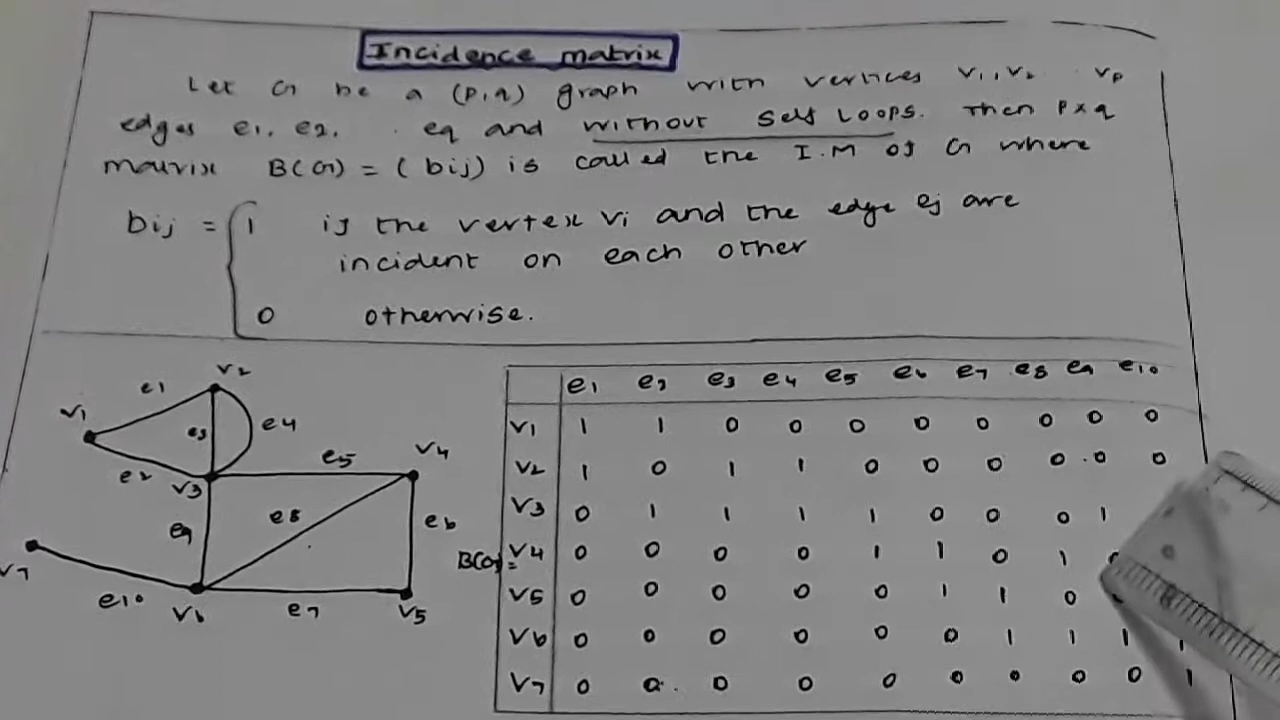 Incidence matrix
Let G be a (p,q) graph with vertices v1, v2 vp
edges e1, e2, . eq and without self loops. Then p x q
matrix B(G) = (bij) is called the I.M of G where
bij = { 1 if the vertex vi and the edge ej are
incident on each other
0 otherwise.
v2
e1
v1
e3
e4
e2
v3
e5
v4
e9
e8
e6
v7
e10
v6
e7
v5
B(G) =
e1 e2 e3 e4 e5 e6 e7 e8 e9 e10
v1 1 1 0 0 0 0 0 0 0 0
v2 1 0 1 1 0 0 0 0 0 0
v3 0 1 1 1 1 0 0 0 1
v4 0 0 0 0 1 1 0 1
v5 0 0 0 0 0 1 1 0
v6 0 0 0 0 0 0 1 1 1 1
v7 0 0 0 0 0 0 0 0 0 1